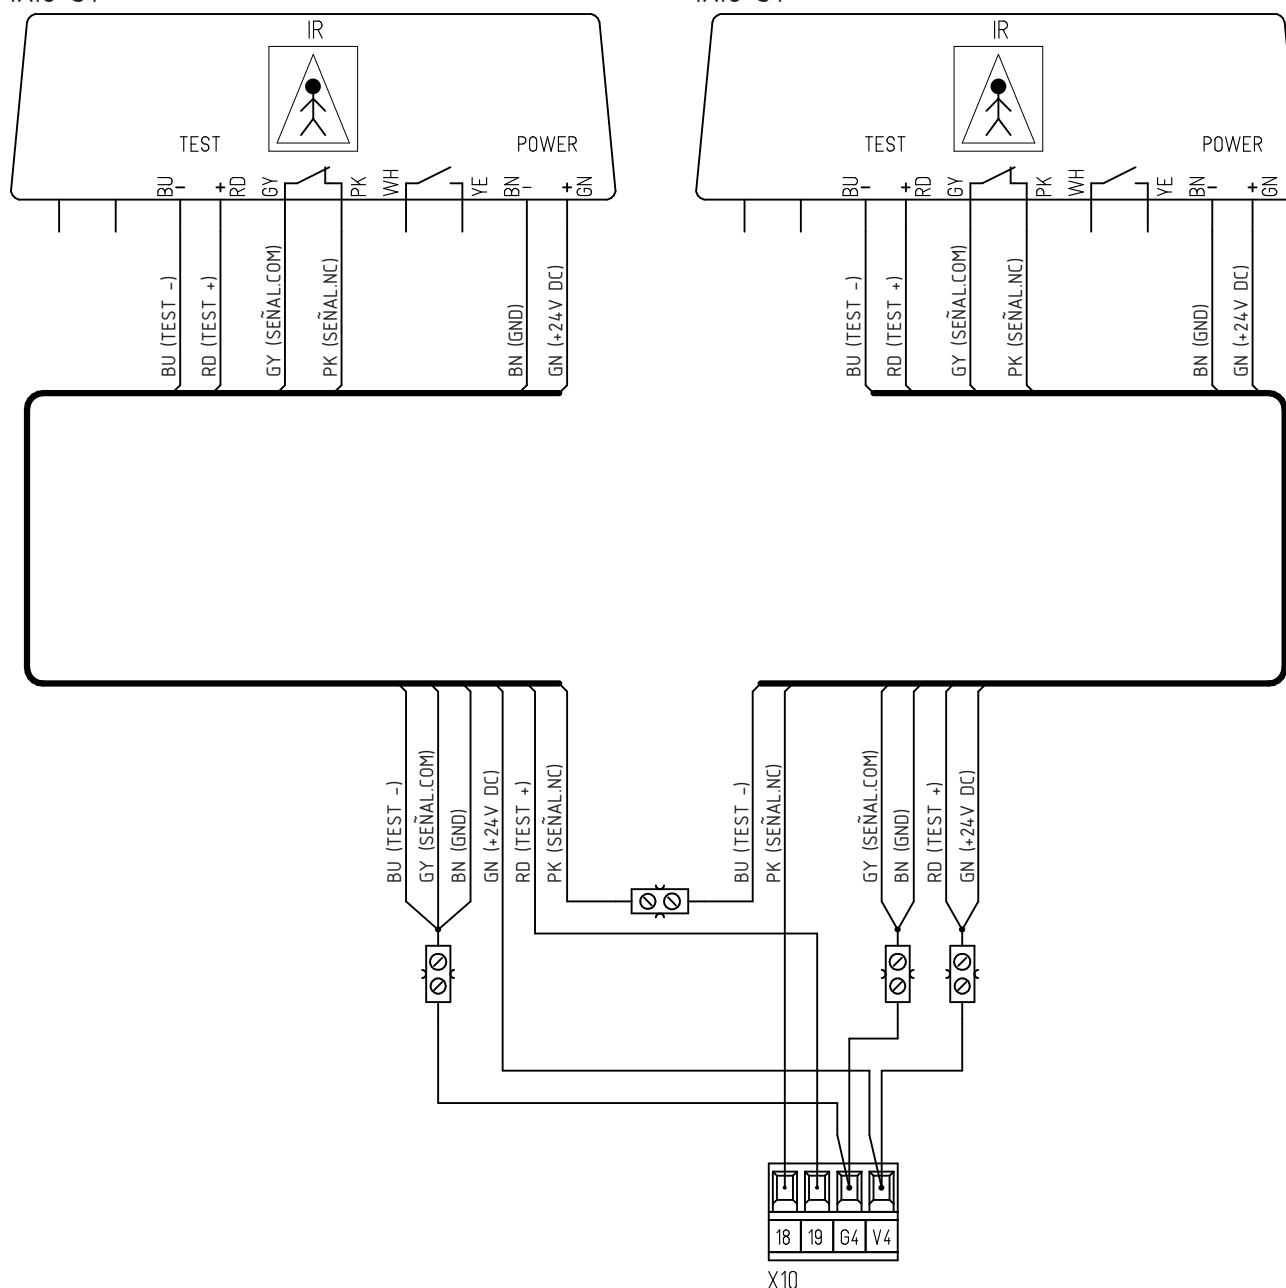 IR
TEST
POWER
BU
-
+
RD
GY
PK
WH
YE
BN
-
+
GN
BU (TEST -)
RD (TEST +)
GY (SEÑAL.COM)
PK (SEÑAL.NC)
BN (GND)
GN (+24V DC)
IR
TEST
POWER
BU
-
+
RD
GY
PK
WH
YE
BN
-
+
GN
BU (TEST -)
RD (TEST +)
GY (SEÑAL.COM)
PK (SEÑAL.NC)
BN (GND)
GN (+24V DC)
BU (TEST -)
GY (SEÑAL.COM)
BN (GND)
GN (+24V DC)
RD (TEST +)
PK (SEÑAL.NC)
BU (TEST -)
PK (SEÑAL.NC)
GY (SEÑAL.COM)
BN (GND)
RD (TEST +)
GN (+24V DC)
18 19 G4 V4
X10